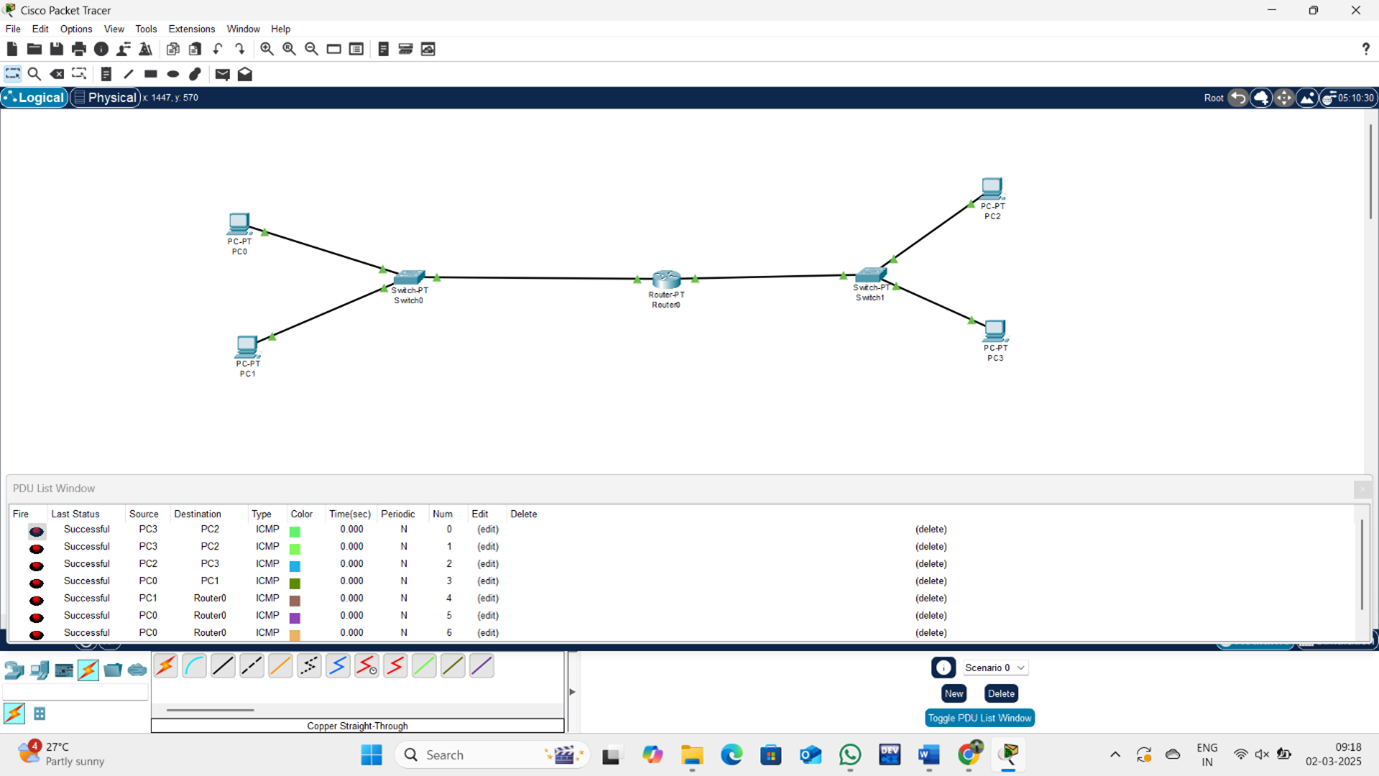 Cisco Packet Tracer
File Edit Options View Tools Extensions Window Help
?
Logical Physical x: 1447, y: 570 Root 05:10:30
PC-PT
PC2
PC-PT
PC0
Switch-PT
Switch0
Router-PT
Router0
Switch-PT
Switch1
PC-PT
PC3
PC-PT
PC1
PDU List Window
Fire Last Status Source Destination Type Color Time(sec) Periodic Num Edit Delete
Successful PC3 PC2 ICMP 0.000 N 0 (edit) (delete)
Successful PC3 PC2 ICMP 0.000 N 1 (edit) (delete)
Successful PC2 PC3 ICMP 0.000 N 2 (edit) (delete)
Successful PC0 PC1 ICMP 0.000 N 3 (edit) (delete)
Successful PC1 Router0 ICMP 0.000 N 4 (edit) (delete)
Successful PC0 Router0 ICMP 0.000 N 5 (edit) (delete)
Successful PC0 Router0 ICMP 0.000 N 6 (edit) (delete)
Scenario 0
New Delete
Toggle PDU List Window
Copper Straight-Through
4 27°C
Partly sunny
Search
DEV
ENG
IN
09:18
02-03-2025